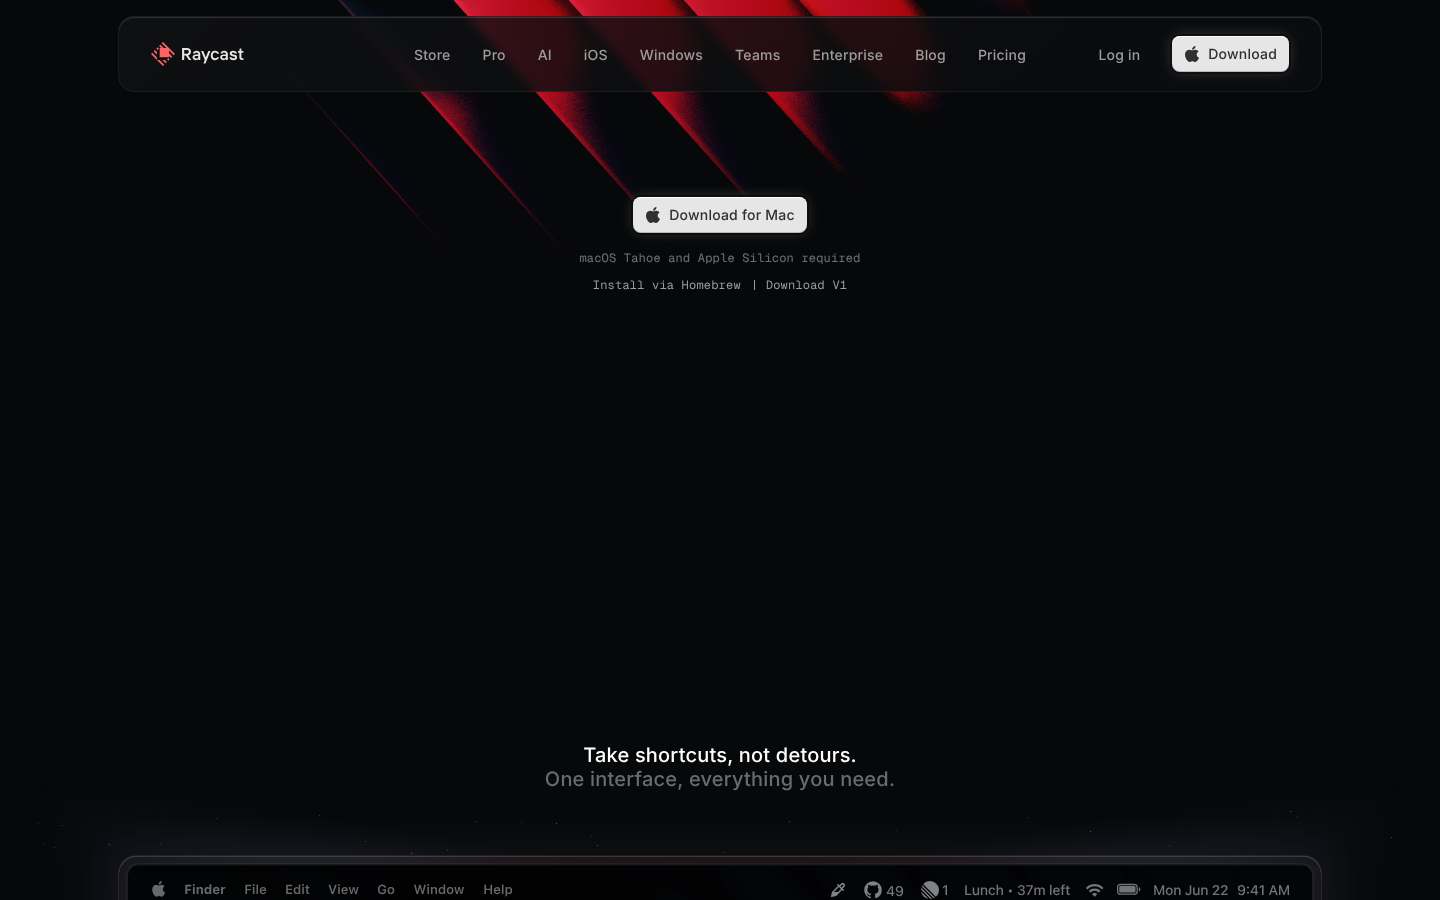 Raycast
Store Pro AI iOS Windows Teams Enterprise Blog Pricing
Log in
Download
Download for Mac
macOS Tahoe and Apple Silicon required
Install via Homebrew | Download V1
Take shortcuts, not detours.
One interface, everything you need.
Finder File Edit View Go Window Help
49 1 Lunch • 37m left Mon Jun 22 9:41 AM